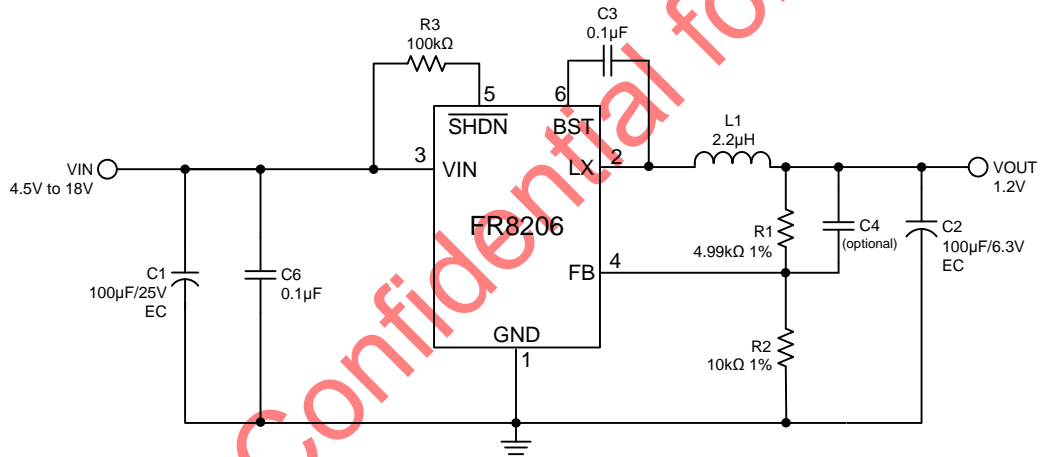 R3
100kΩ
C3
0.1µF
5
6
SHDN
BST
L1
2.2µH
VIN
4.5V to 18V
3
VIN
LX
2
VOUT
1.2V
FR8206
R1
4.99kΩ 1%
C4
(optional)
C2
100µF/6.3V
EC
C1
100µF/25V
EC
C6
0.1µF
FB
4
GND
1
R2
10kΩ 1%
Confidential for